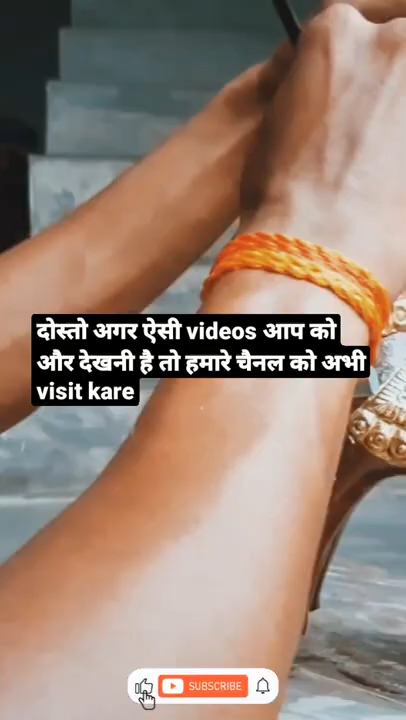 दोस्तो अगर ऐसी videos आप को
और देखनी है तो हमारे चैनल को अभी
visit kare
SUBSCRIBE